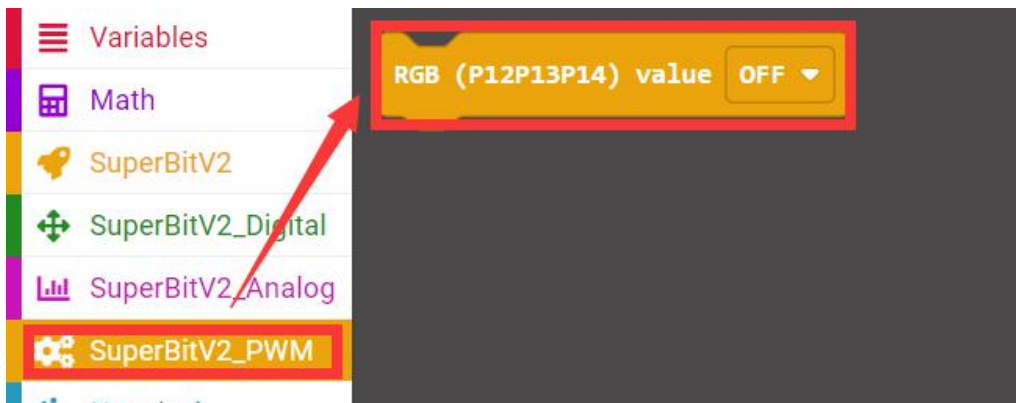 Variables
Math
SuperBitV2
SuperBitV2_Digital
SuperBitV2_Analog
SuperBitV2_PWM
RGB (P12P13P14) value OFF